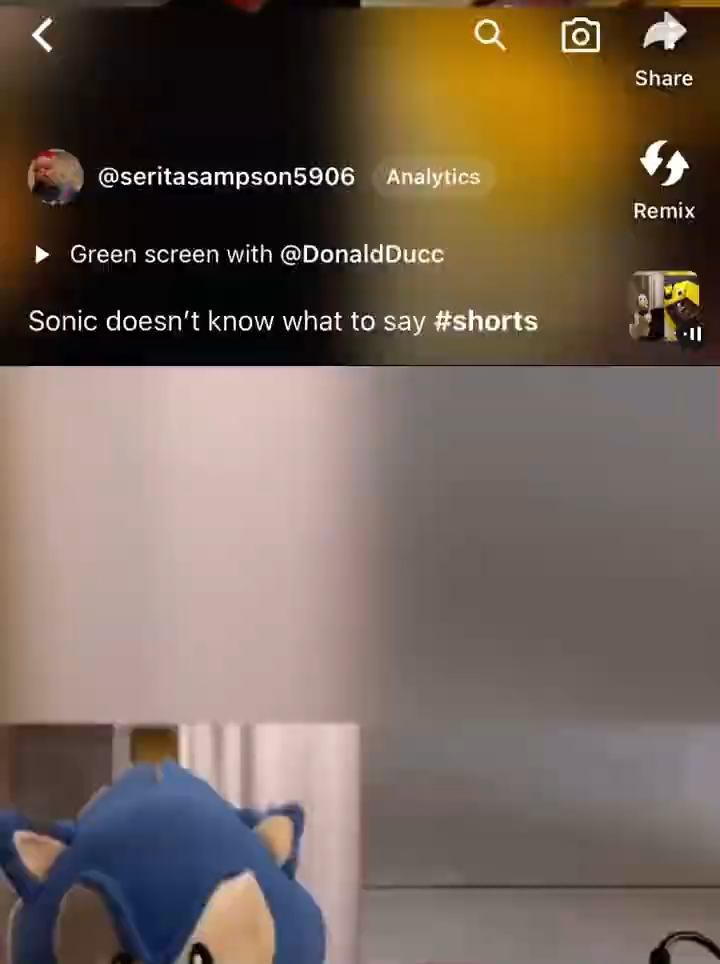 Share
@seritasampson5906 Analytics
Remix
Green screen with @DonaldDucc
Sonic doesn’t know what to say #shorts